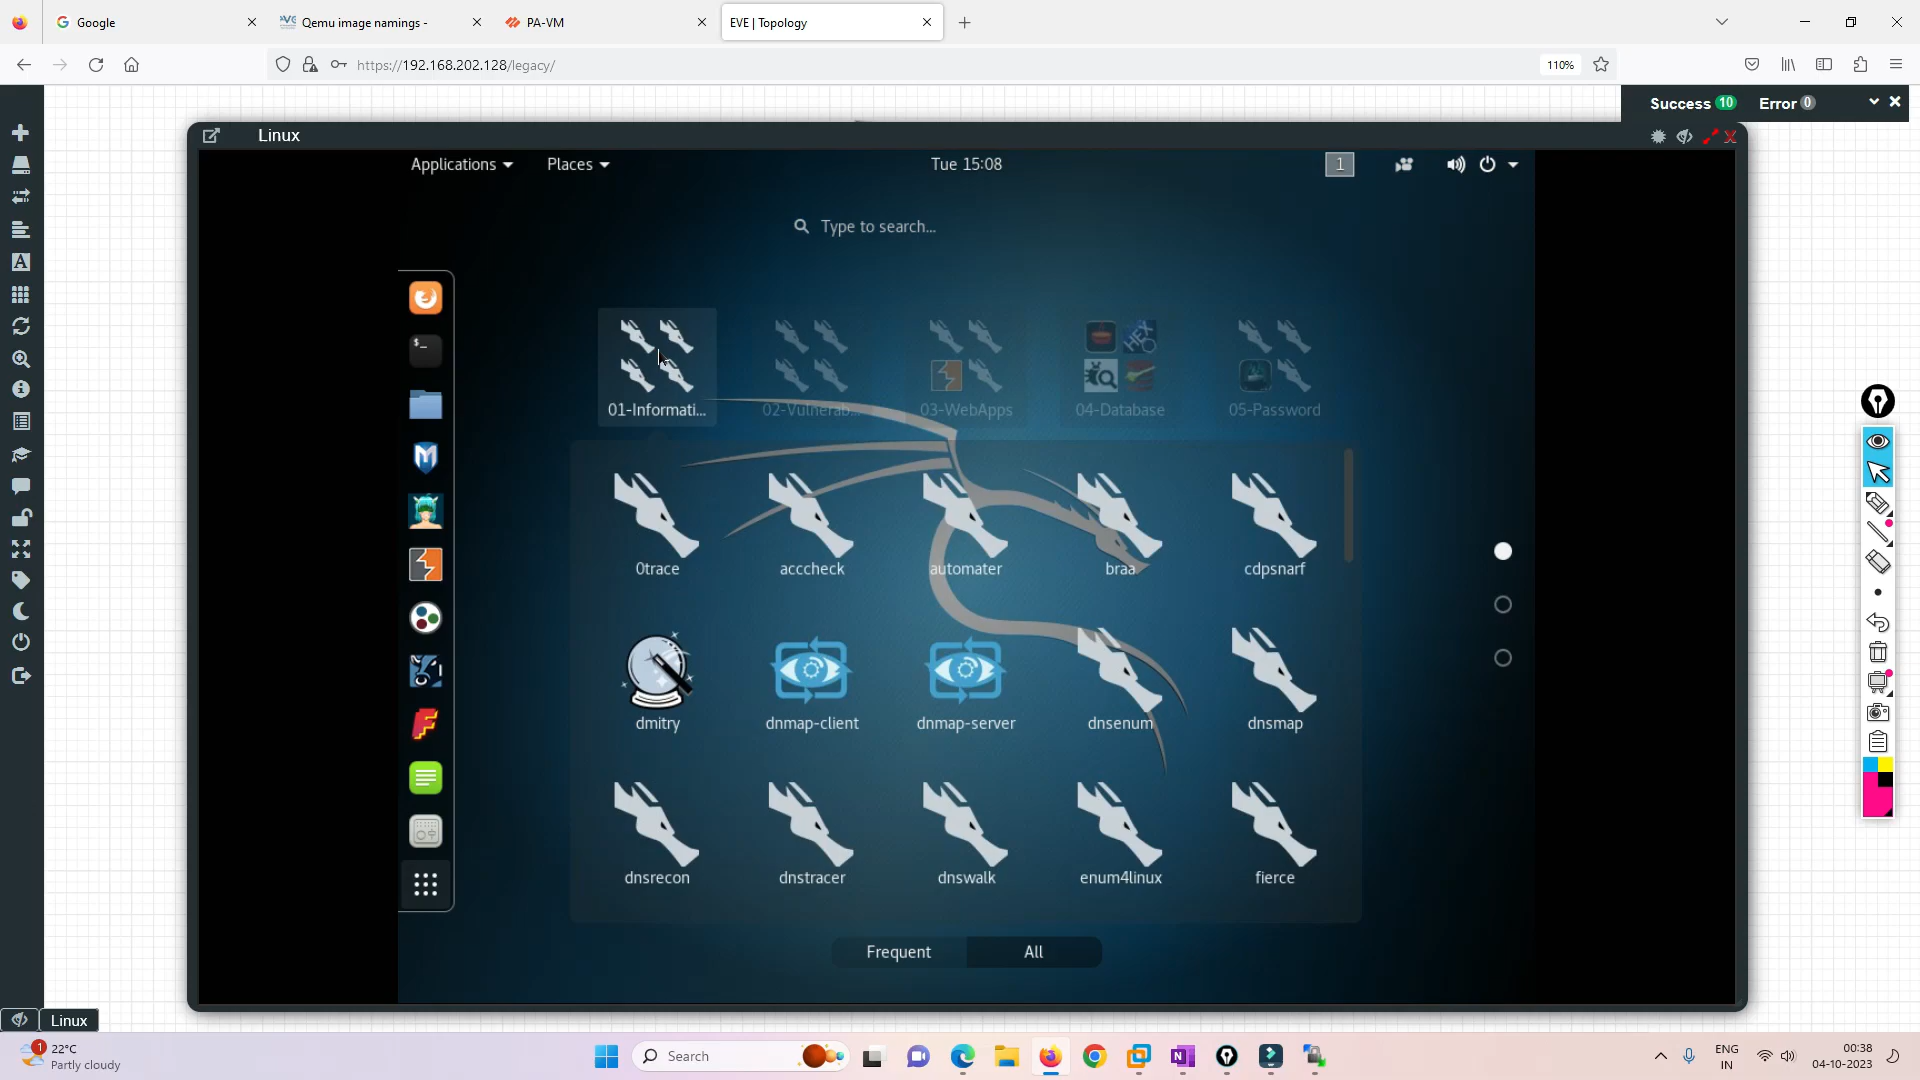 Google
Qemu image namings -
PA-VM
EVE | Topology
https://192.168.202.128/legacy/
110%
Success 10 Error 0
Linux
Applications
Places
Tue 15:08
1
Type to search...
01-Informati...
02-Vulnerab...
03-WebApps
04-Database
05-Password
0trace
acccheck
automater
braa
cdpsnarf
dmitry
dnmap-client
dnmap-server
dnsenum
dnsmap
dnsrecon
dnstracer
dnswalk
enum4linux
fierce
Frequent
All
Linux
1
22°C
Partly cloudy
Search
ENG
IN
00:38
04-10-2023